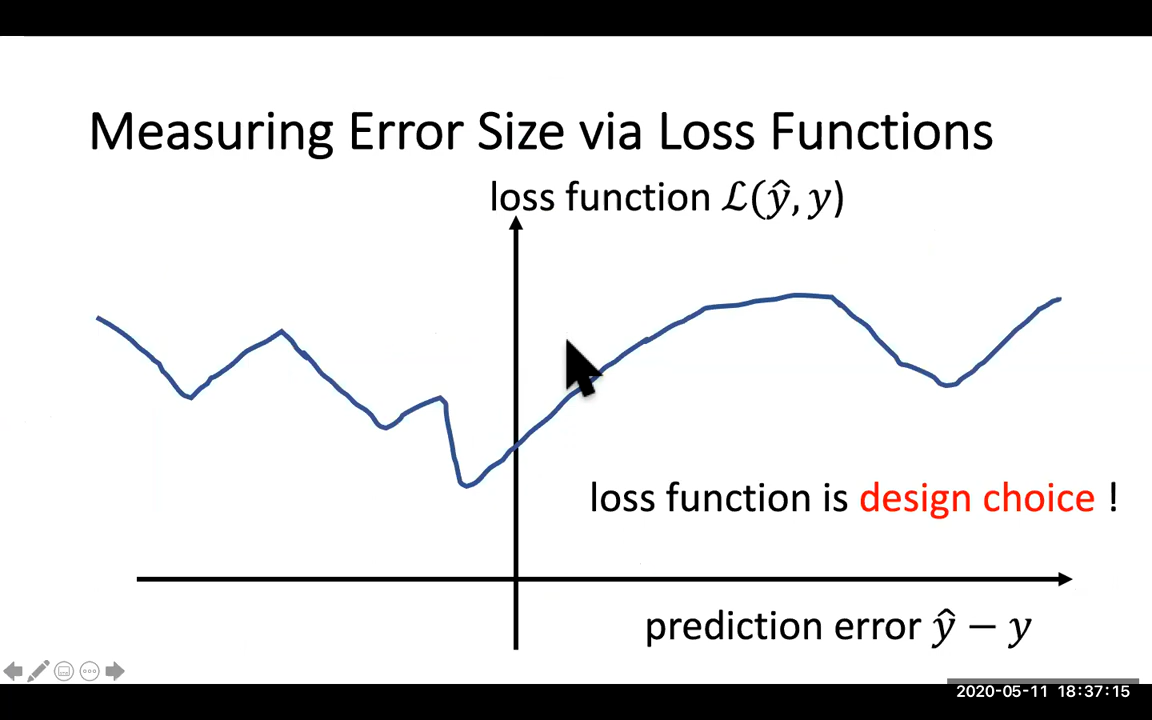 Measuring Error Size via Loss Functions
loss function ℒ(ŷ, y)
loss function is design choice !
prediction error ŷ − y
2020-05-11 18:37:15